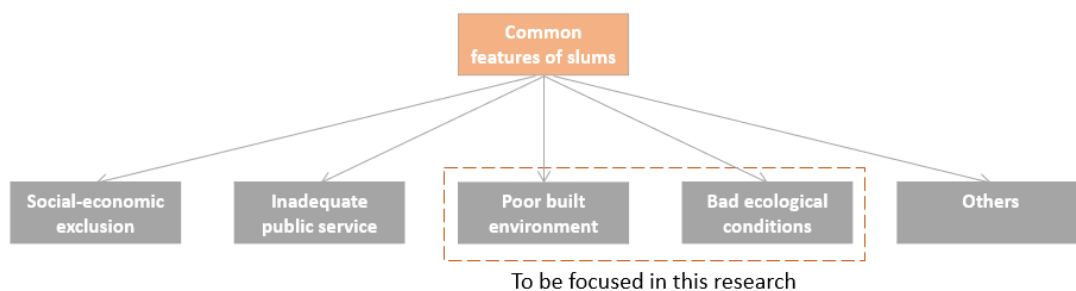 Common
features of slums
Social-economic
exclusion
Inadequate
public service
Poor built
environment
Bad ecological
conditions
Others
To be focused in this research